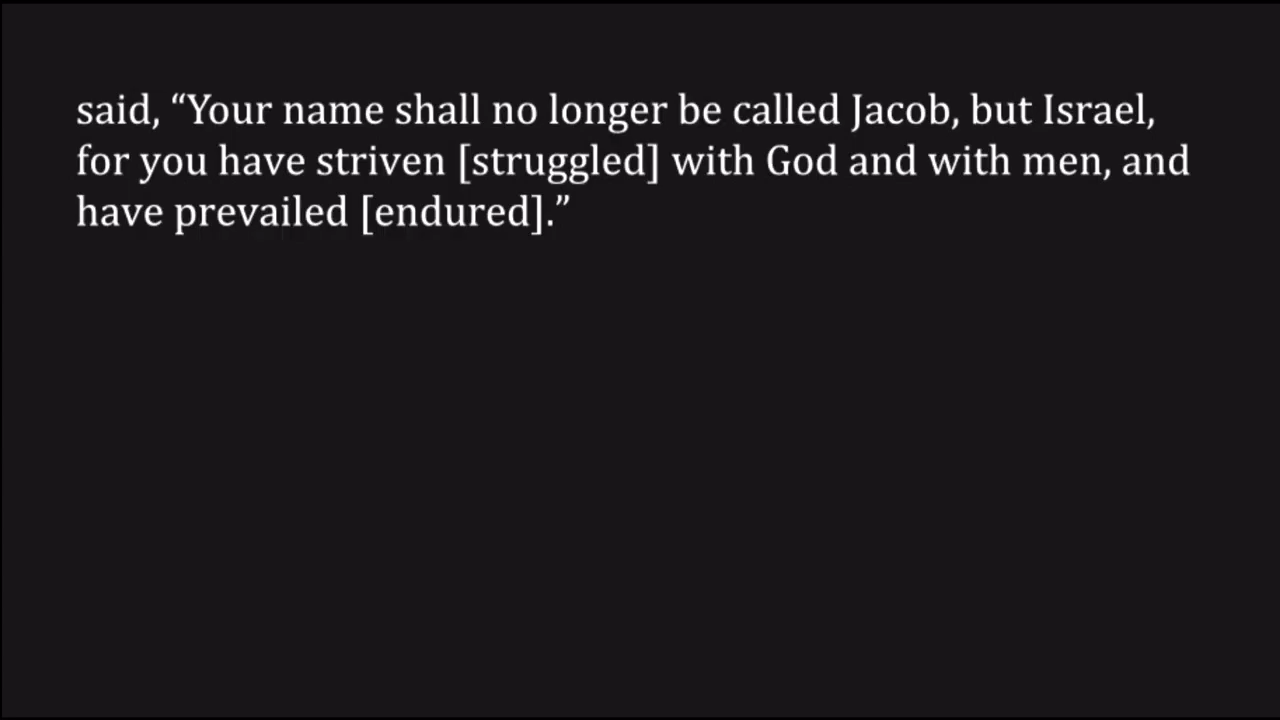 said, “Your name shall no longer be called Jacob, but Israel,
for you have striven [struggled] with God and with men, and
have prevailed [endured].”